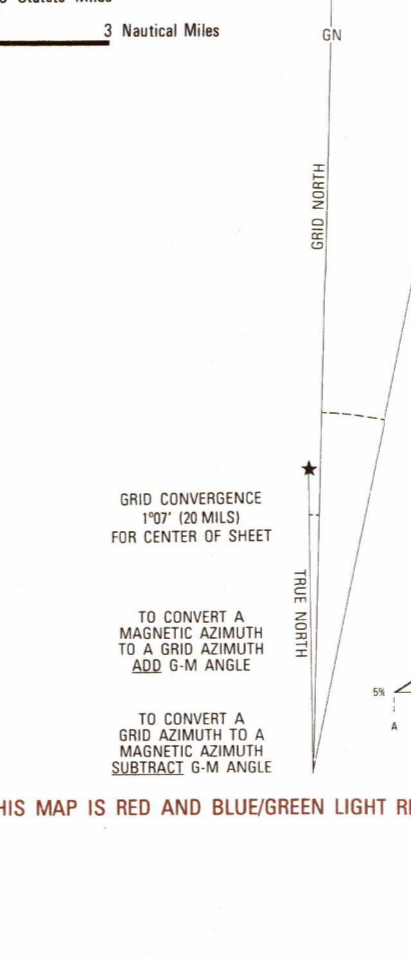 3 Nautical Miles
GN
GRID NORTH
GRID CONVERGENCE
1°07' (20 MILS)
FOR CENTER OF SHEET
TRUE NORTH
TO CONVERT A
MAGNETIC AZIMUTH
TO A GRID AZIMUTH
ADD G-M ANGLE
5%
A
TO CONVERT A
GRID AZIMUTH TO A
MAGNETIC AZIMUTH
SUBTRACT G-M ANGLE
THIS MAP IS RED AND BLUE/GREEN LIGHT